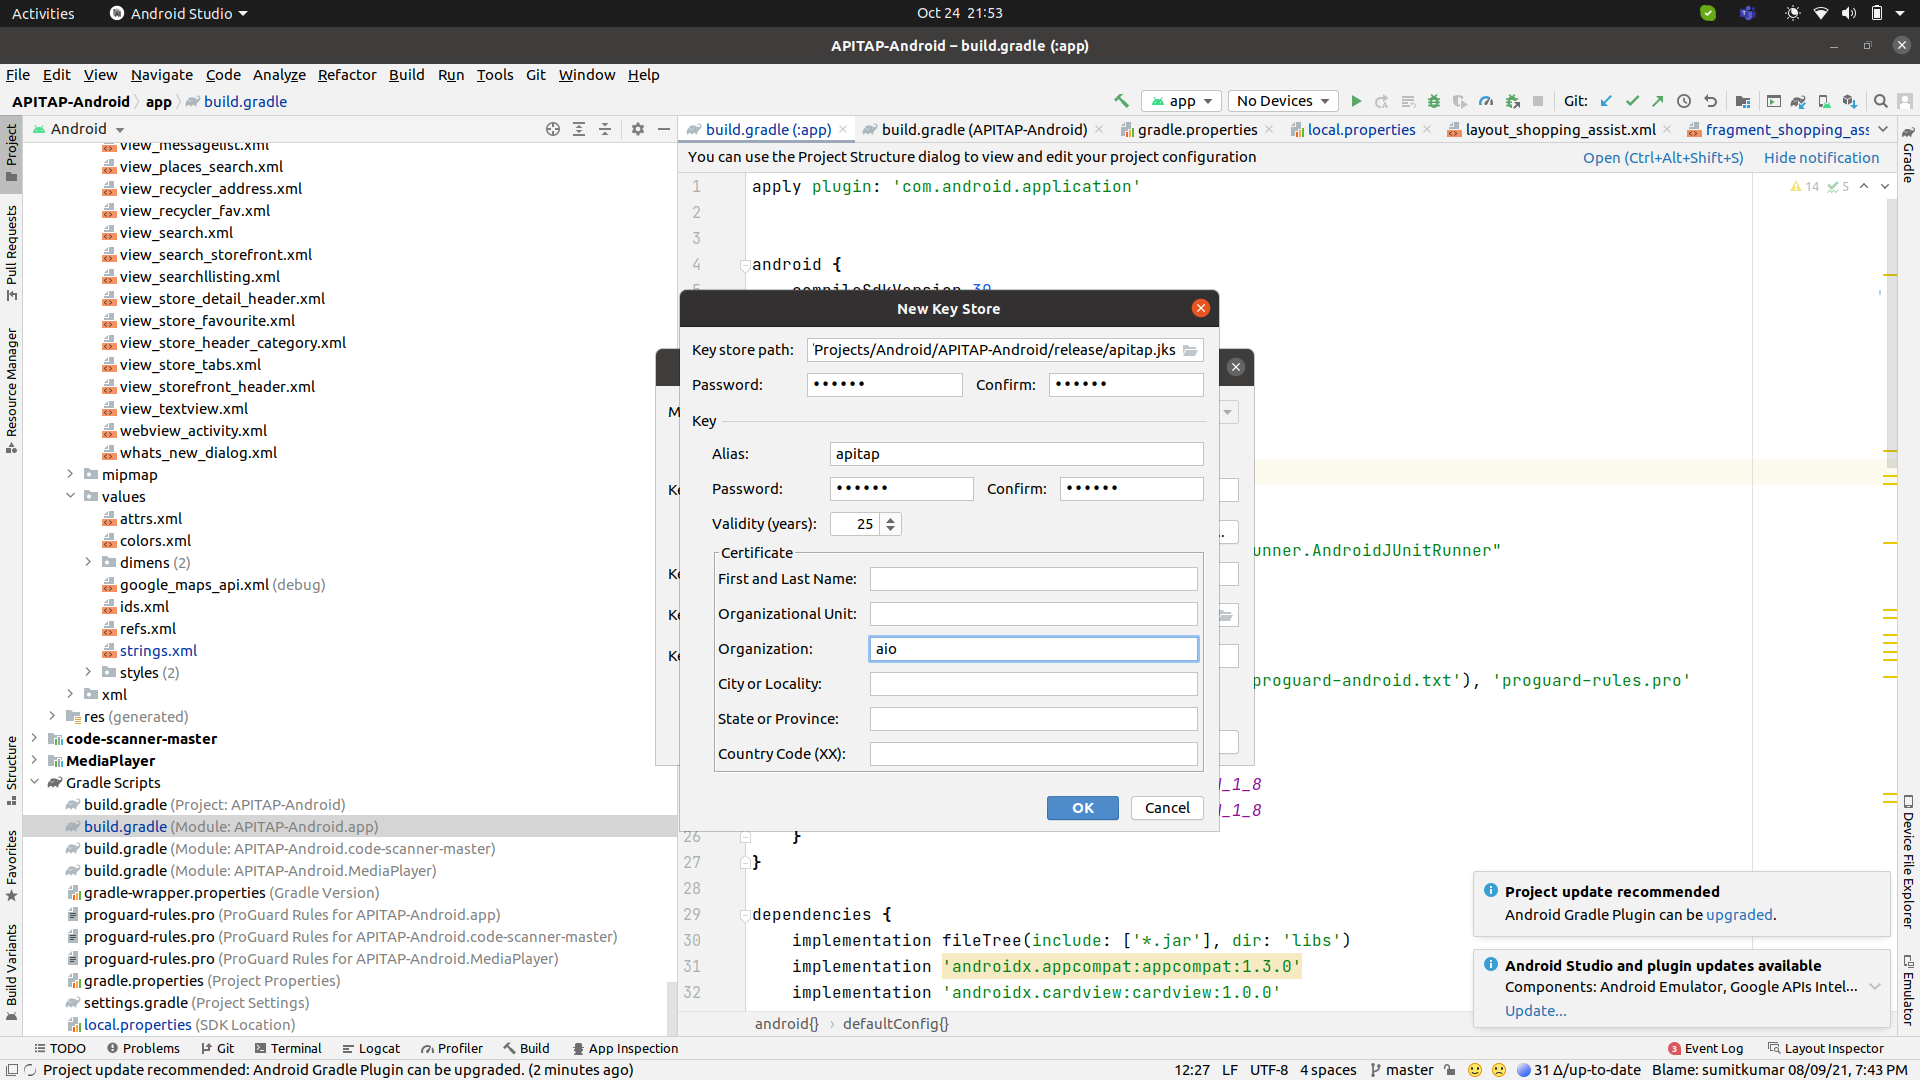 Activities
Android Studio
Oct 24 21:53
APITAP-Android – build.gradle (:app)
File Edit View Navigate Code Analyze Refactor Build Run Tools Git Window Help
APITAP-Android app build.gradle
app No Devices Git:
Android
build.gradle (:app) build.gradle (APITAP-Android) gradle.properties local.properties layout_shopping_assist.xml fragment_shopping_ass
You can use the Project Structure dialog to view and edit your project configuration
Open (Ctrl+Alt+Shift+S) Hide notification
Project
Pull Requests
Resource Manager
Structure
Favorites
Build Variants
view_messagelist.xml
view_places_search.xml
view_recycler_address.xml
view_recycler_fav.xml
view_search.xml
view_search_storefront.xml
view_searchllisting.xml
view_store_detail_header.xml
view_store_favourite.xml
view_store_header_category.xml
view_store_tabs.xml
view_storefront_header.xml
view_textview.xml
webview_activity.xml
whats_new_dialog.xml
mipmap
values
attrs.xml
colors.xml
dimens (2)
google_maps_api.xml (debug)
ids.xml
refs.xml
strings.xml
styles (2)
xml
res (generated)
code-scanner-master
MediaPlayer
Gradle Scripts
build.gradle (Project: APITAP-Android)
build.gradle (Module: APITAP-Android.app)
build.gradle (Module: APITAP-Android.code-scanner-master)
build.gradle (Module: APITAP-Android.MediaPlayer)
gradle-wrapper.properties (Gradle Version)
proguard-rules.pro (ProGuard Rules for APITAP-Android.app)
proguard-rules.pro (ProGuard Rules for APITAP-Android.code-scanner-master)
proguard-rules.pro (ProGuard Rules for APITAP-Android.MediaPlayer)
gradle.properties (Project Properties)
settings.gradle (Project Settings)
local.properties (SDK Location)
1 apply plugin: 'com.android.application'
14 5
2
3
4 android {
New Key Store
Key store path: 'Projects/Android/APITAP-Android/release/apitap.jks
Password: •••••• Confirm: ••••••
Key
Alias: apitap
Password: •••••• Confirm: ••••••
Validity (years): 25
Certificate
First and Last Name:
Organizational Unit:
Organization: aio
City or Locality:
State or Province:
Country Code (XX):
OK Cancel
M
Ke
Ke
Ke
Ke
unner.AndroidJUnitRunner"
proguard-android.txt'), 'proguard-rules.pro'
_1_8
_1_8
26 }
27 }
28
29 dependencies {
30 implementation fileTree(include: ['*.jar'], dir: 'libs')
31 implementation 'androidx.appcompat:appcompat:1.3.0'
32 implementation 'androidx.cardview:cardview:1.0.0'
android{} › defaultConfig{}
Project update recommended
Android Gradle Plugin can be upgraded.
Android Studio and plugin updates available
Components: Android Emulator, Google APIs Intel...
Update...
Gradle
Device File Explorer
Emulator
TODO Problems Git Terminal Logcat Profiler Build App Inspection
3 Event Log Layout Inspector
Project update recommended: Android Gradle Plugin can be upgraded. (2 minutes ago)
12:27 LF UTF-8 4 spaces master 31 Δ/up-to-date Blame: sumitkumar 08/09/21, 7:43 PM